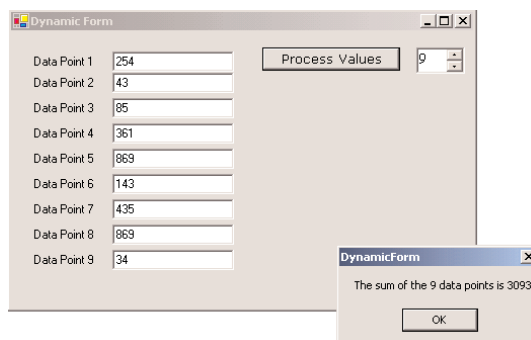 Dynamic Form
Data Point 1 254
Process Values 9
Data Point 2 43
Data Point 3 85
Data Point 4 361
Data Point 5 869
Data Point 6 143
Data Point 7 435
Data Point 8 869
Data Point 9 34
DynamicForm
The sum of the 9 data points is 3093
OK